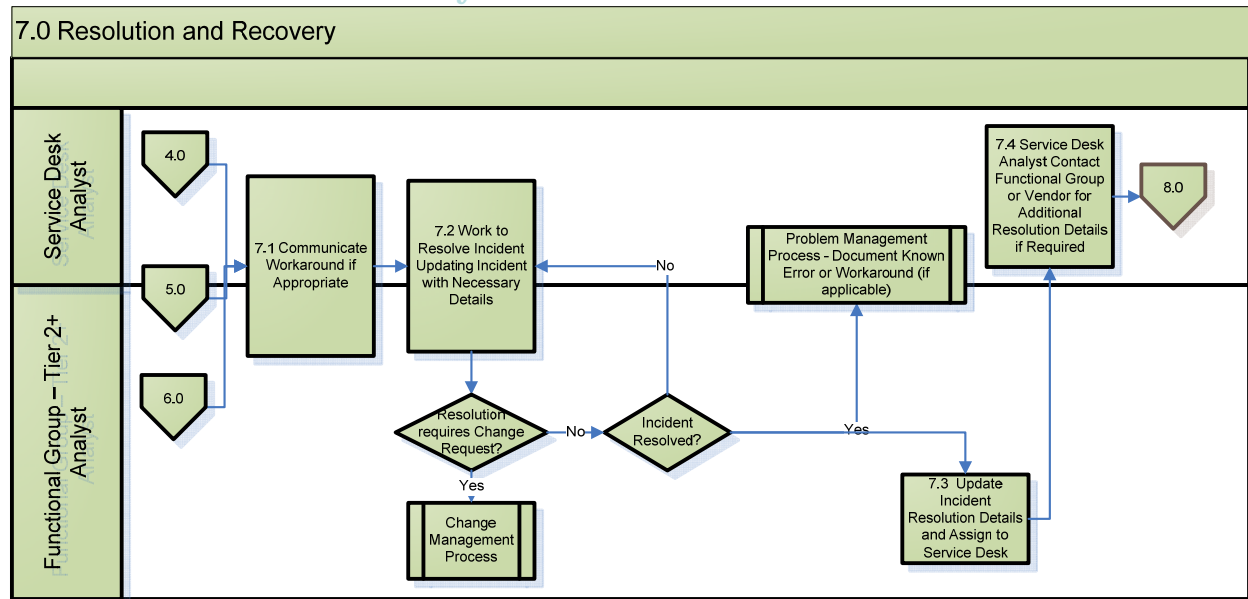 7.0 Resolution and Recovery
Service Desk
Analyst
4.0
5.0
7.1 Communicate
Workaround if
Appropriate
7.2 Work to
Resolve Incident
Updating Incident
with Necessary
Details
No
Problem Management
Process - Document Known
Error or Workaround (if
applicable)
7.4 Service Desk
Analyst Contact
Functional Group
or Vendor for
Additional
Resolution Details
if Required
8.0
Functional Group – Tier 2+
Analyst
6.0
Resolution
requires Change
Request?
No
Incident
Resolved?
Yes
Yes
Change
Management
Process
7.3 Update
Incident
Resolution Details
and Assign to
Service Desk